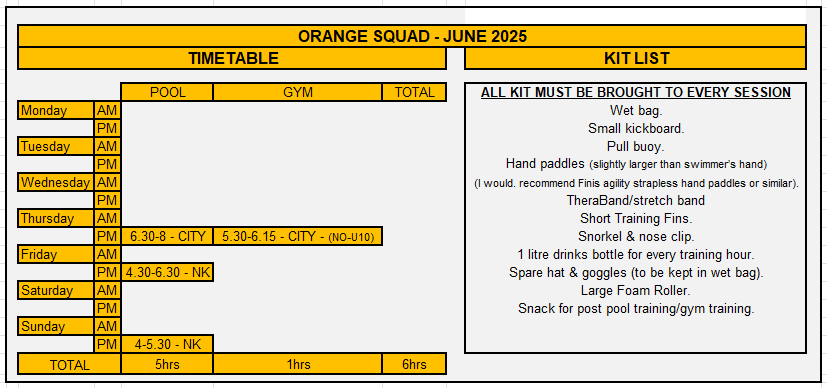 ORANGE SQUAD - JUNE 2025
TIMETABLE
POOL GYM TOTAL
Monday AM
PM
Tuesday AM
PM
Wednesday AM
PM
Thursday AM
PM 6.30-8 - CITY 5.30-6.15 - CITY - (NO-U10)
Friday AM
PM 4.30-6.30 - NK
Saturday AM
PM
Sunday AM
PM 4-5.30 - NK
TOTAL 5hrs 1hrs 6hrs
KIT LIST
ALL KIT MUST BE BROUGHT TO EVERY SESSION
Wet bag.
Small kickboard.
Pull buoy.
Hand paddles (slightly larger than swimmer's hand)
(I would. recommend Finis agility strapless hand paddles or similar).
TheraBand/stretch band
Short Training Fins.
Snorkel & nose clip.
1 litre drinks bottle for every training hour.
Spare hat & goggles (to be kept in wet bag).
Large Foam Roller.
Snack for post pool training/gym training.